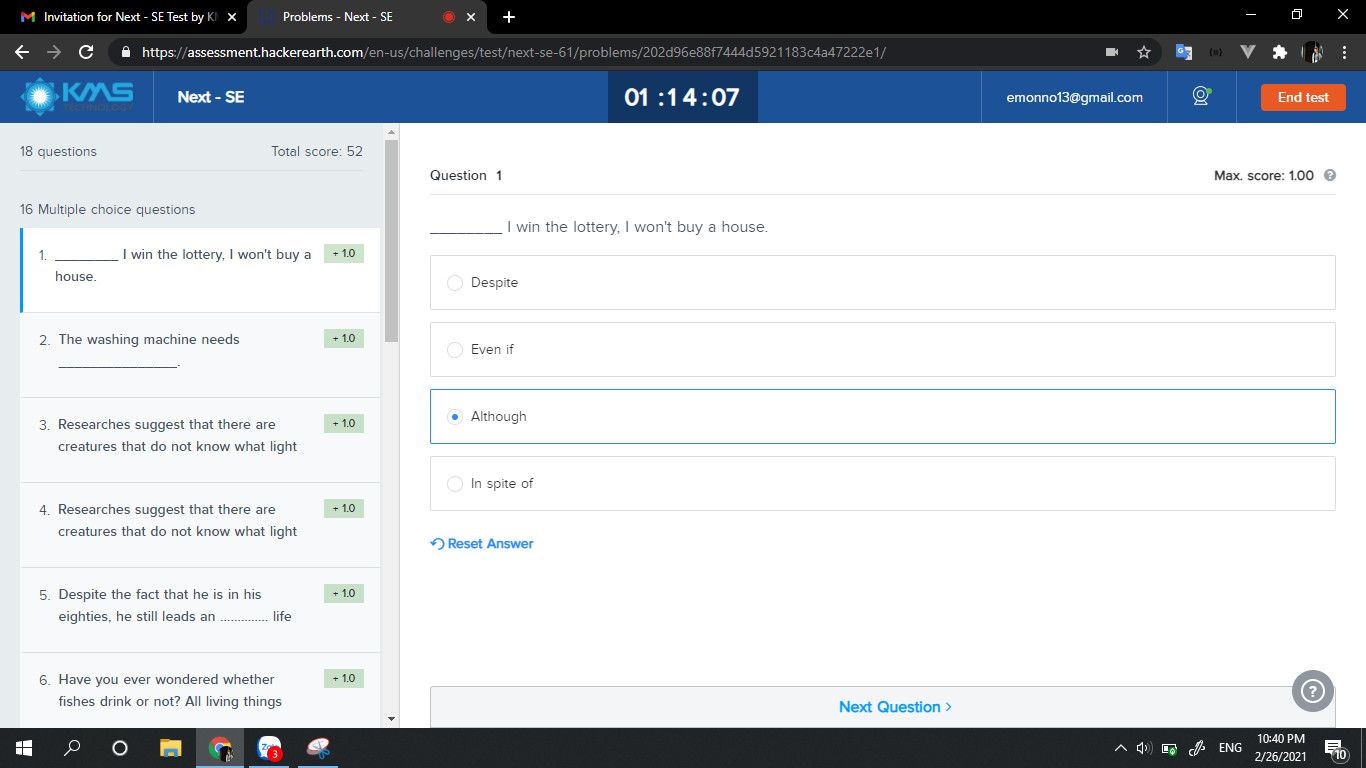 Invitation for Next - SE Test by KM
Problems - Next - SE
https://assessment.hackerearth.com/en-us/challenges/test/next-se-61/problems/202d96e88f7444d5921183c4a47222e1/
KMS
TECHNOLOGY
Next - SE
01 :14:07
emonno13@gmail.com
End test
18 questions
Total score: 52
16 Multiple choice questions
1. ________ I win the lottery, I won't buy a
house.
+ 1.0
2. The washing machine needs
_______________.
+ 1.0
3. Researches suggest that there are
creatures that do not know what light
+ 1.0
4. Researches suggest that there are
creatures that do not know what light
+ 1.0
5. Despite the fact that he is in his
eighties, he still leads an ............. life
+ 1.0
6. Have you ever wondered whether
fishes drink or not? All living things
+ 1.0
Question 1
Max. score: 1.00
?
________ I win the lottery, I won't buy a house.
Despite
Even if
Although
In spite of
Reset Answer
Next Question >
?
3
ENG
10:40 PM
2/26/2021
10